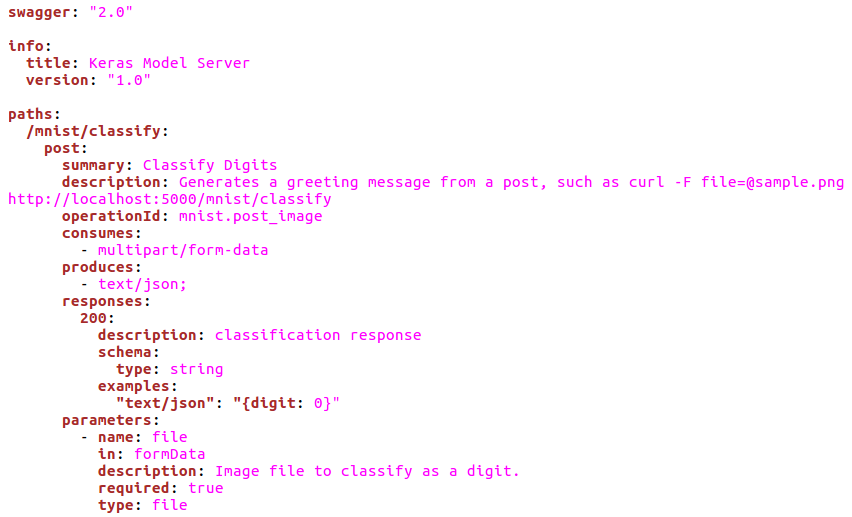 swagger: "2.0"

info:
  title: Keras Model Server
  version: "1.0"

paths:
  /mnist/classify:
    post:
      summary: Classify Digits
      description: Generates a greeting message from a post, such as curl -F file=@sample.png
http://localhost:5000/mnist/classify
      operationId: mnist.post_image
      consumes:
        - multipart/form-data
      produces:
        - text/json;
      responses:
        200:
          description: classification response
          schema:
            type: string
          examples:
            "text/json": "{digit: 0}"
      parameters:
        - name: file
          in: formData
          description: Image file to classify as a digit.
          required: true
          type: file